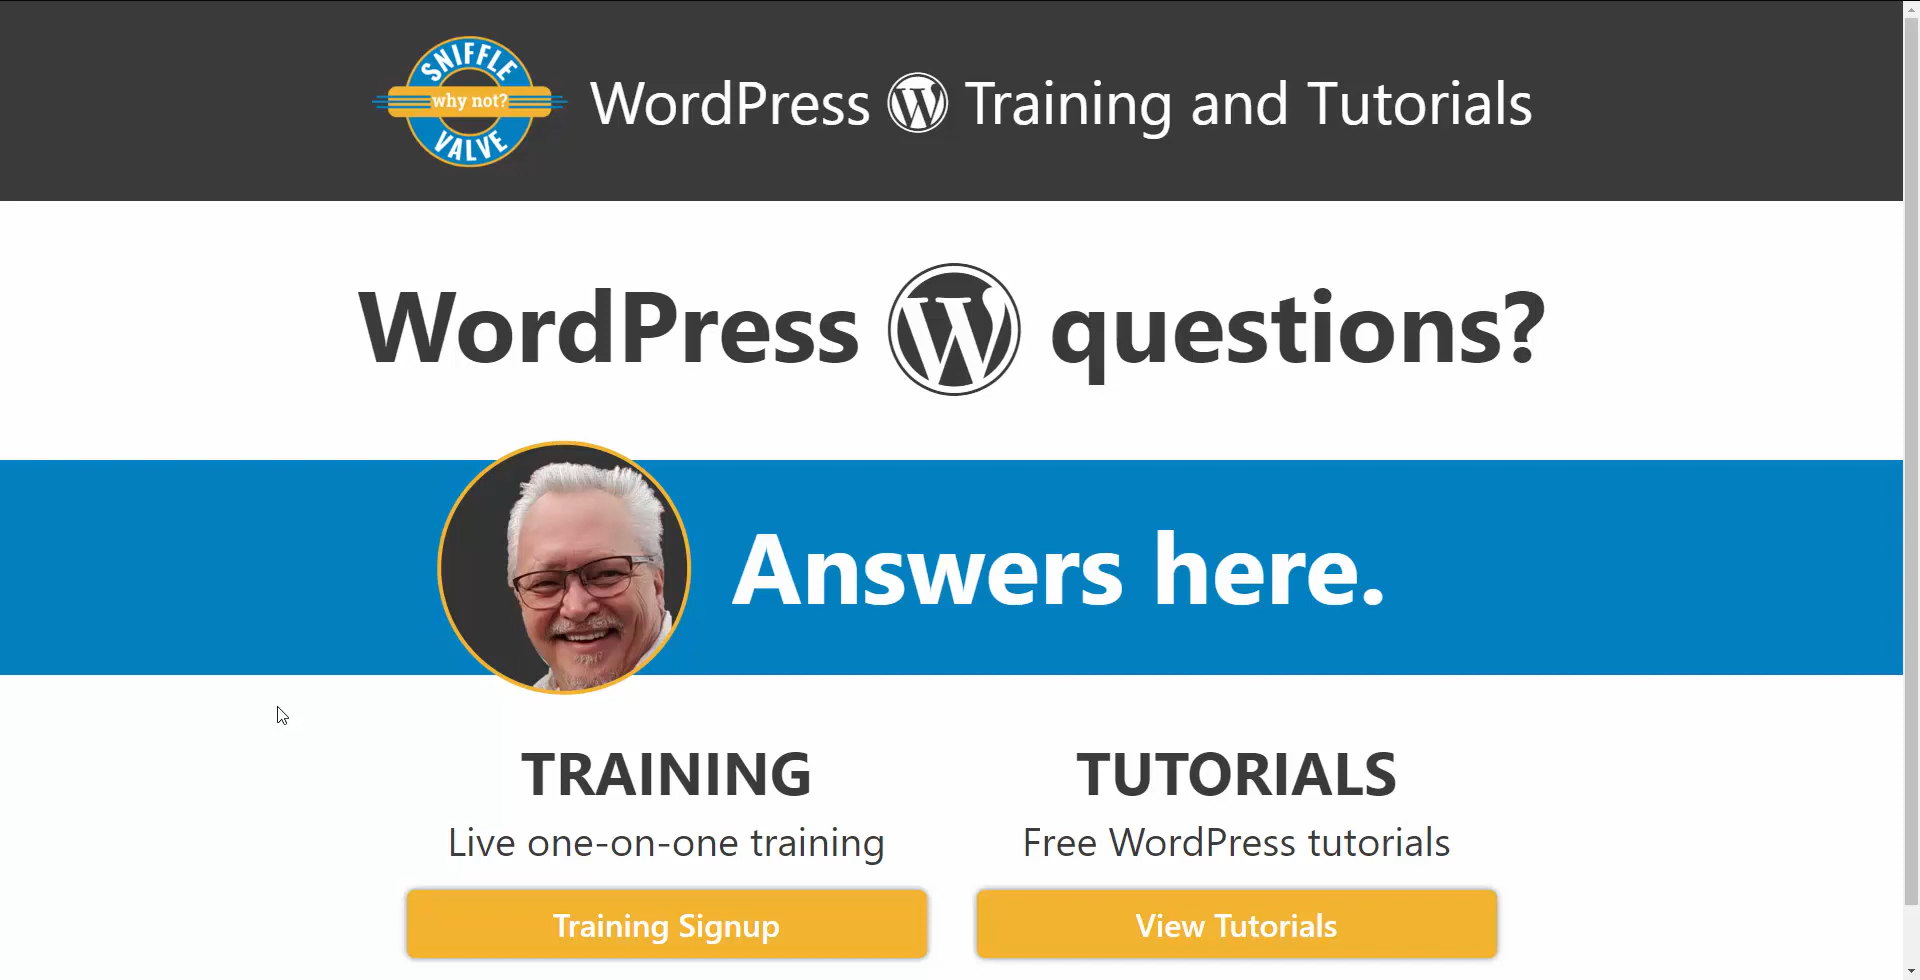 SNIFFLE
why not?
VALVE
WordPress Training and Tutorials
WordPress questions?
Answers here.
TRAINING
Live one-on-one training
Training Signup
TUTORIALS
Free WordPress tutorials
View Tutorials